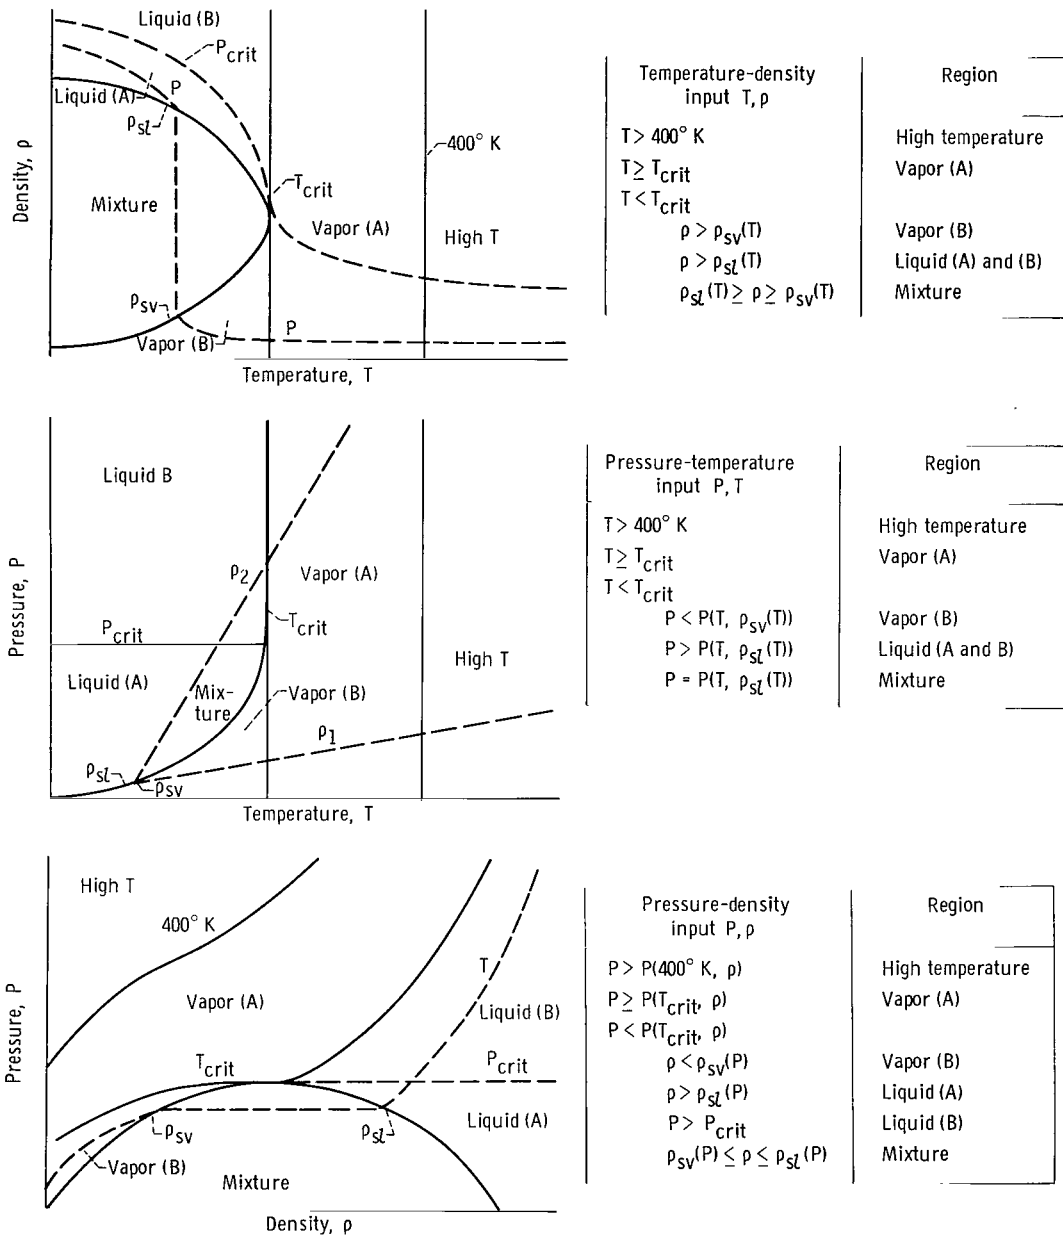 Liquid (B)
P_crit
Liquid (A)
P
ρ_sl
400° K
T_crit
Mixture
Vapor (A)
High T
ρ_sv
Vapor (B)
P
Density, ρ
Temperature, T
Temperature-density input T, ρ
Region
T > 400° K High temperature
T ≥ T_crit Vapor (A)
T < T_crit
ρ > ρ_sv(T) Vapor (B)
ρ > ρ_sl(T) Liquid (A) and (B)
ρ_sl(T) ≥ ρ ≥ ρ_sv(T) Mixture
Liquid B
ρ2
Vapor (A)
T_crit
P_crit
High T
Liquid (A)
Mix-
ture
Vapor (B)
ρ1
ρ_sl
ρ_sv
Pressure, P
Temperature, T
Pressure-temperature input P, T
Region
T > 400° K High temperature
T ≥ T_crit Vapor (A)
T < T_crit
P < P(T, ρ_sv(T)) Vapor (B)
P > P(T, ρ_sl(T)) Liquid (A and B)
P = P(T, ρ_sl(T)) Mixture
High T
400° K
T
Vapor (A)
Liquid (B)
T_crit
P_crit
ρ_sv
ρ_sl
Liquid (A)
Vapor (B)
Mixture
Pressure, P
Density, ρ
Pressure-density input P, ρ
Region
P > P(400° K, ρ) High temperature
P ≥ P(T_crit, ρ) Vapor (A)
P < P(T_crit, ρ)
ρ < ρ_sv(P) Vapor (B)
ρ > ρ_sl(P) Liquid (A)
P > P_crit Liquid (B)
ρ_sv(P) ≤ ρ ≤ ρ_sl(P) Mixture